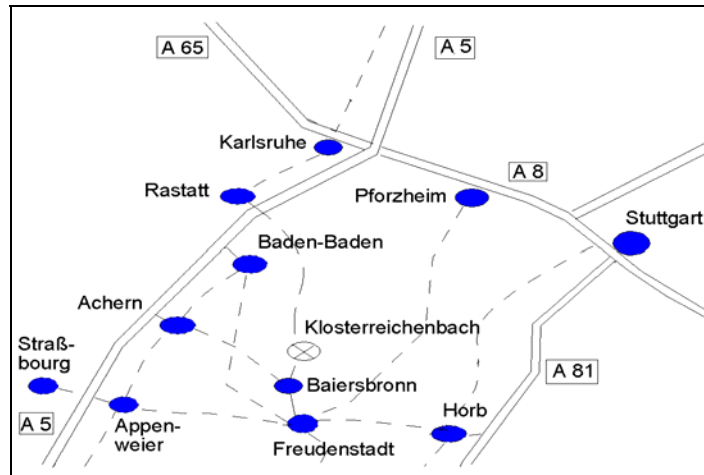 A 65
A 5
Karlsruhe
A 8
Rastatt
Pforzheim
Stuttgart
Baden-Baden
Achern
Klosterreichenbach
Straß-
bourg
Baiersbronn
A 81
A 5
Appen-
weier
Horb
Freudenstadt